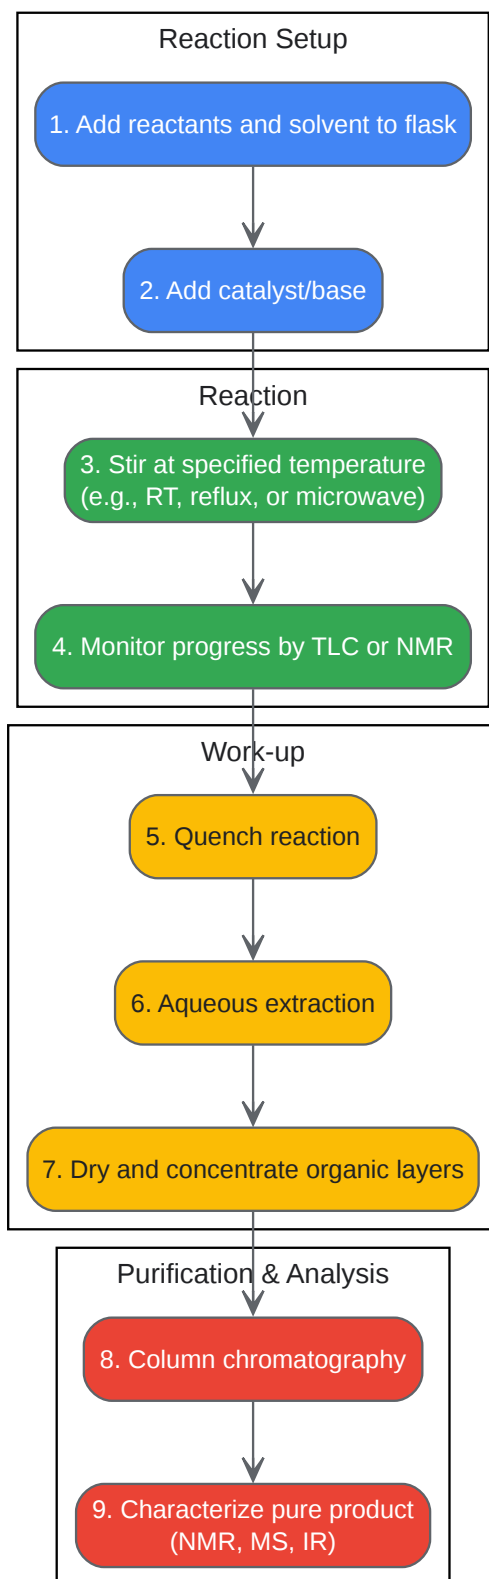 Reaction Setup
1. Add reactants and solvent to flask
2. Add catalyst/base
Reaction
3. Stir at specified temperature
(e.g., RT, reflux, or microwave)
4. Monitor progress by TLC or NMR
Work-up
5. Quench reaction
6. Aqueous extraction
7. Dry and concentrate organic layers
Purification & Analysis
8. Column chromatography
9. Characterize pure product
(NMR, MS, IR)